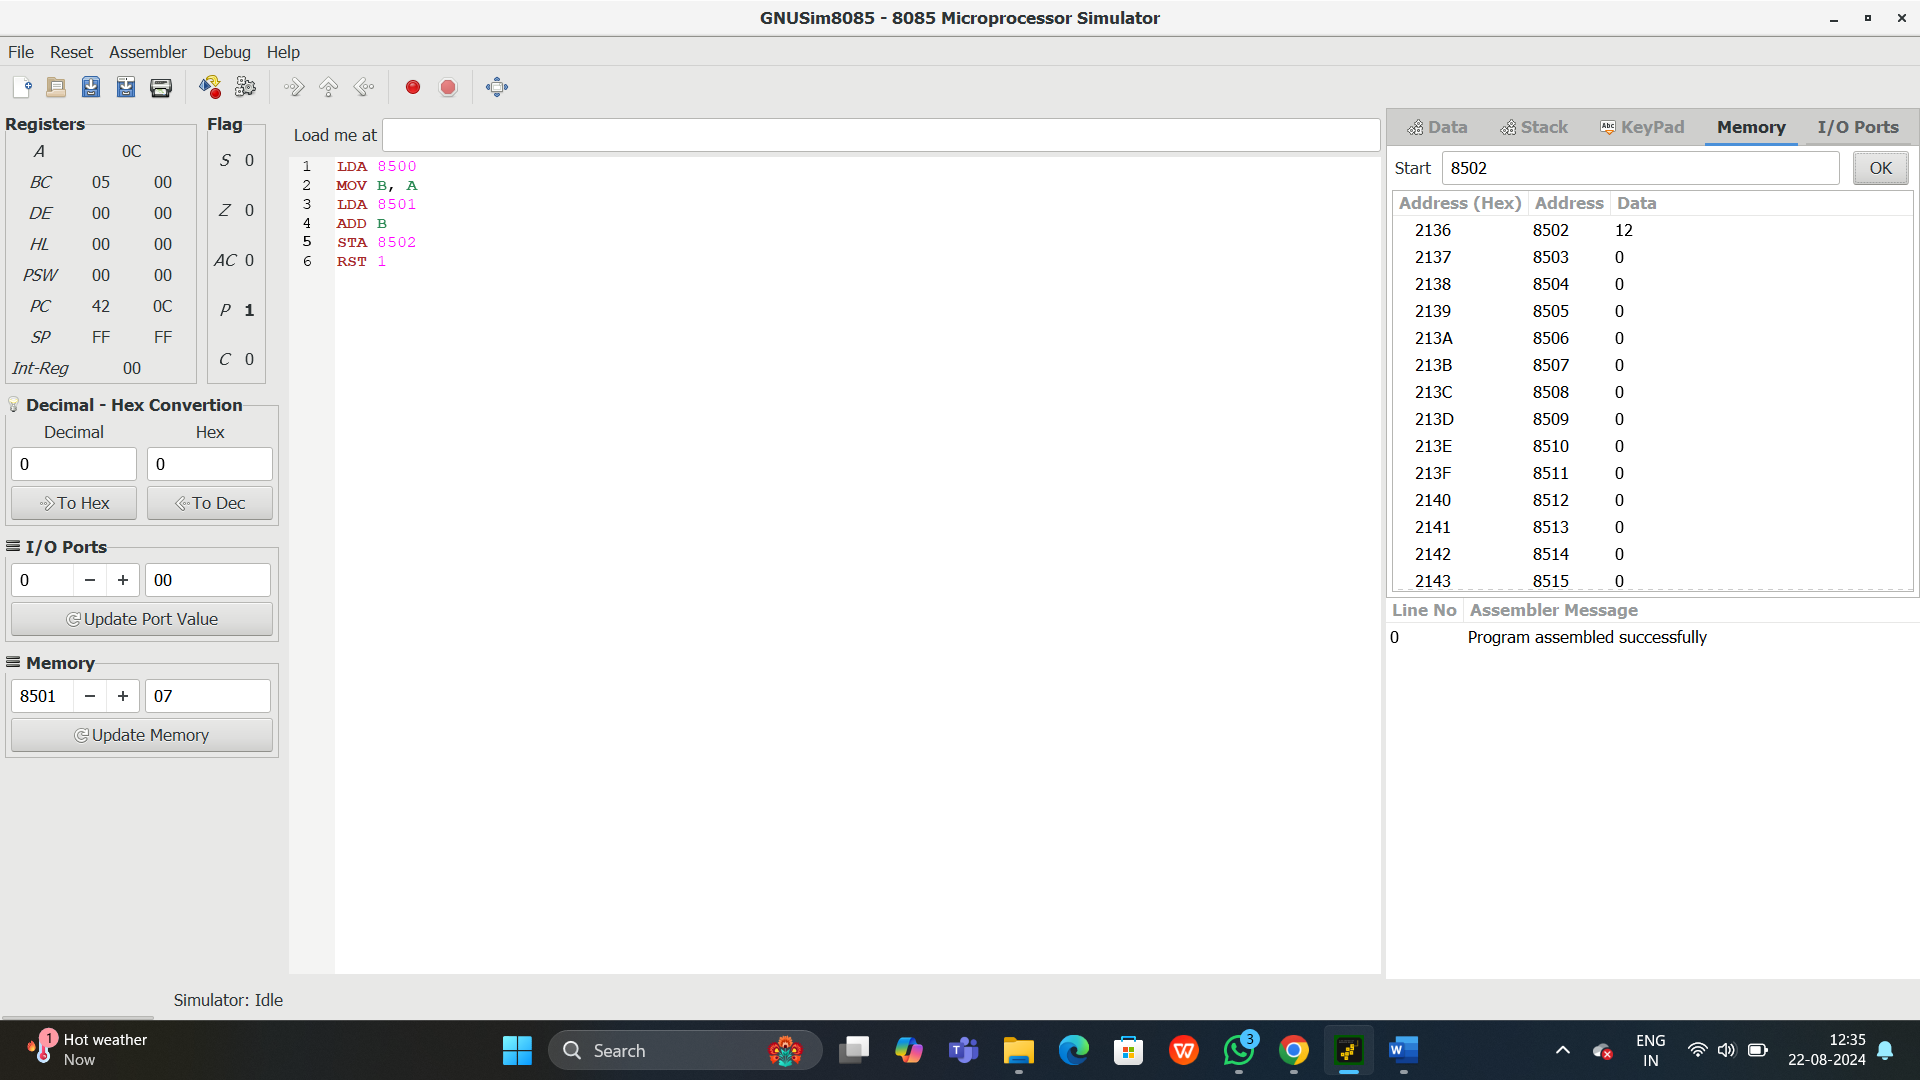 GNUSim8085 - 8085 Microprocessor Simulator
File Reset Assembler Debug Help
Registers
A 0C
BC 05 00
DE 00 00
HL 00 00
PSW 00 00
PC 42 0C
SP FF FF
Int-Reg 00
Flag
S 0
Z 0
AC 0
P 1
C 0
Decimal - Hex Convertion
Decimal Hex
0 0
To Hex To Dec
I/O Ports
0 − + 00
Update Port Value
Memory
8501 − + 07
Update Memory
Load me at
1 LDA 8500
2 MOV B, A
3 LDA 8501
4 ADD B
5 STA 8502
6 RST 1
Data Stack KeyPad Memory I/O Ports
Start 8502 OK
Address (Hex) Address Data
2136 8502 12
2137 8503 0
2138 8504 0
2139 8505 0
213A 8506 0
213B 8507 0
213C 8508 0
213D 8509 0
213E 8510 0
213F 8511 0
2140 8512 0
2141 8513 0
2142 8514 0
2143 8515 0
Line No Assembler Message
0 Program assembled successfully
Simulator: Idle
1 Hot weather
Now
Search
3
ENG
IN
12:35
22-08-2024